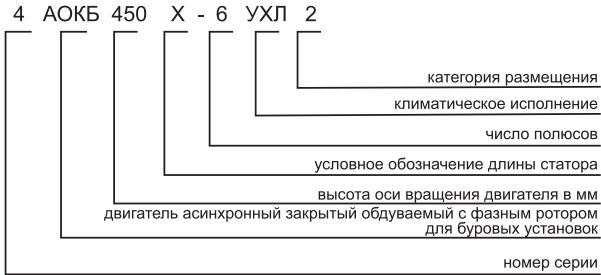 4 АОКБ 450 Х - 6 УХЛ 2
категория размещения
климатическое исполнение
число полюсов
условное обозначение длины статора
высота оси вращения двигателя в мм
двигатель асинхронный закрытый обдуваемый с фазным ротором
для буровых установок
номер серии